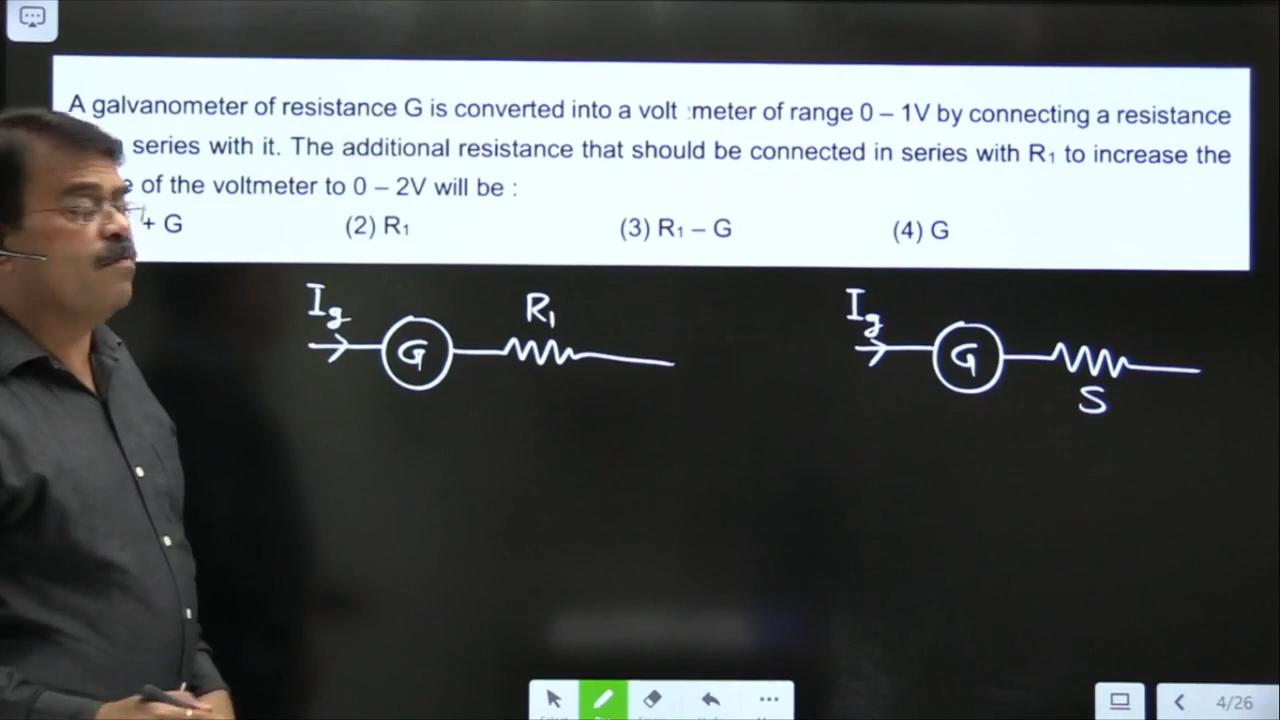 A galvanometer of resistance G is converted into a volt meter of range 0 – 1V by connecting a resistance
series with it. The additional resistance that should be connected in series with R₁ to increase the
of the voltmeter to 0 – 2V will be :
+ G (2) R₁ (3) R₁ – G (4) G
Ig G R₁
Ig G S
4/26